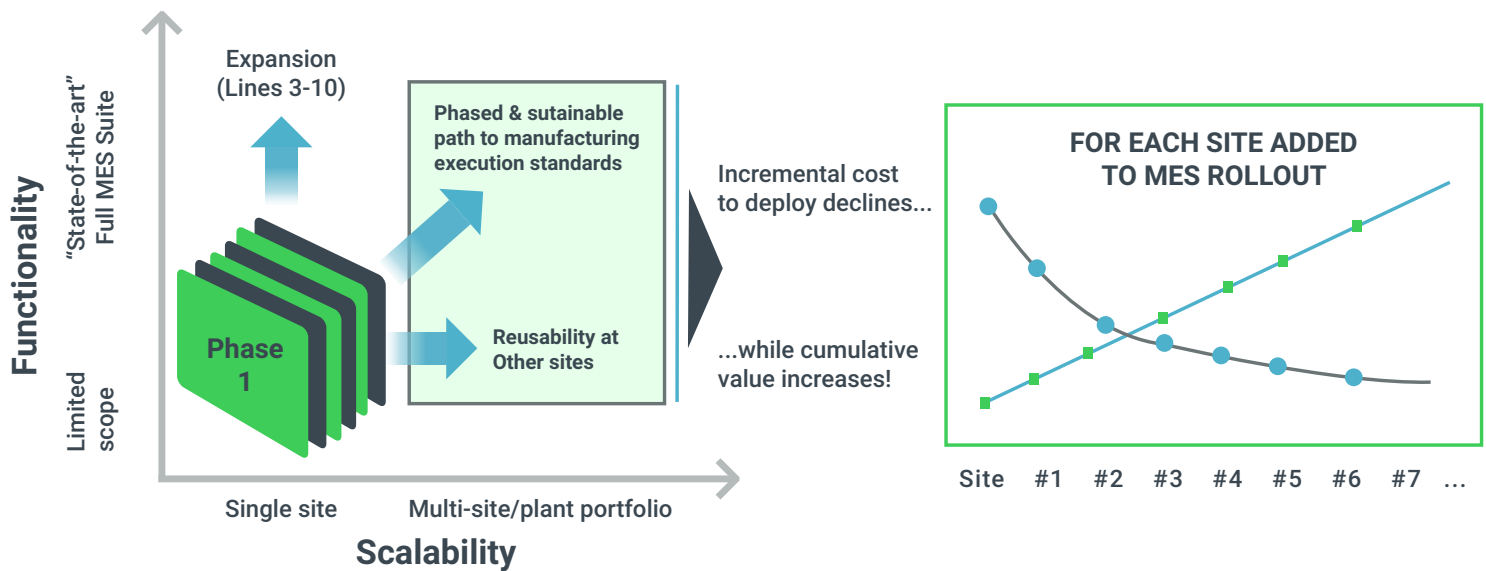 Functionality
“State-of-the-art”
Full MES Suite
Limited
scope
Expansion
(Lines 3-10)
Phase
1
Phased & sutainable
path to manufacturing
execution standards
Reusability at
Other sites
Single site
Multi-site/plant portfolio
Scalability
Incremental cost
to deploy declines...
...while cumulative
value increases!
FOR EACH SITE ADDED
TO MES ROLLOUT
Site #1 #2 #3 #4 #5 #6 #7 ...